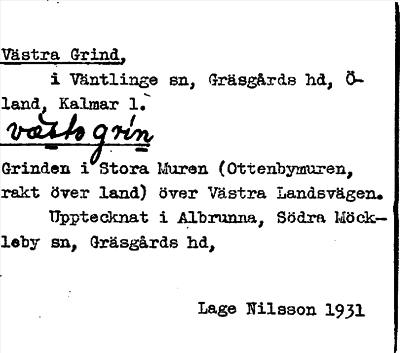 Västra Grind,
i Väntlinge sn, Gräsgårds hd, Ö-
land, Kalmar l.
væsto grin
Grinden i Stora Muren (Ottenbymuren,
rakt över land) över Västra Landsvägen.
Upptecknat i Albrunna, Södra Möck-
leby sn, Gräsgårds hd,
Lage Nilsson 1931